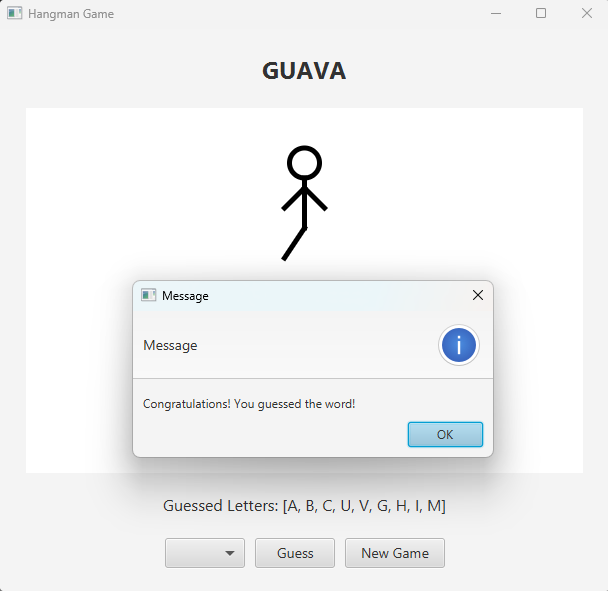 Hangman Game
GUAVA
Message
Message
i
Congratulations! You guessed the word!
OK
Guessed Letters: [A, B, C, U, V, G, H, I, M]
Guess
New Game